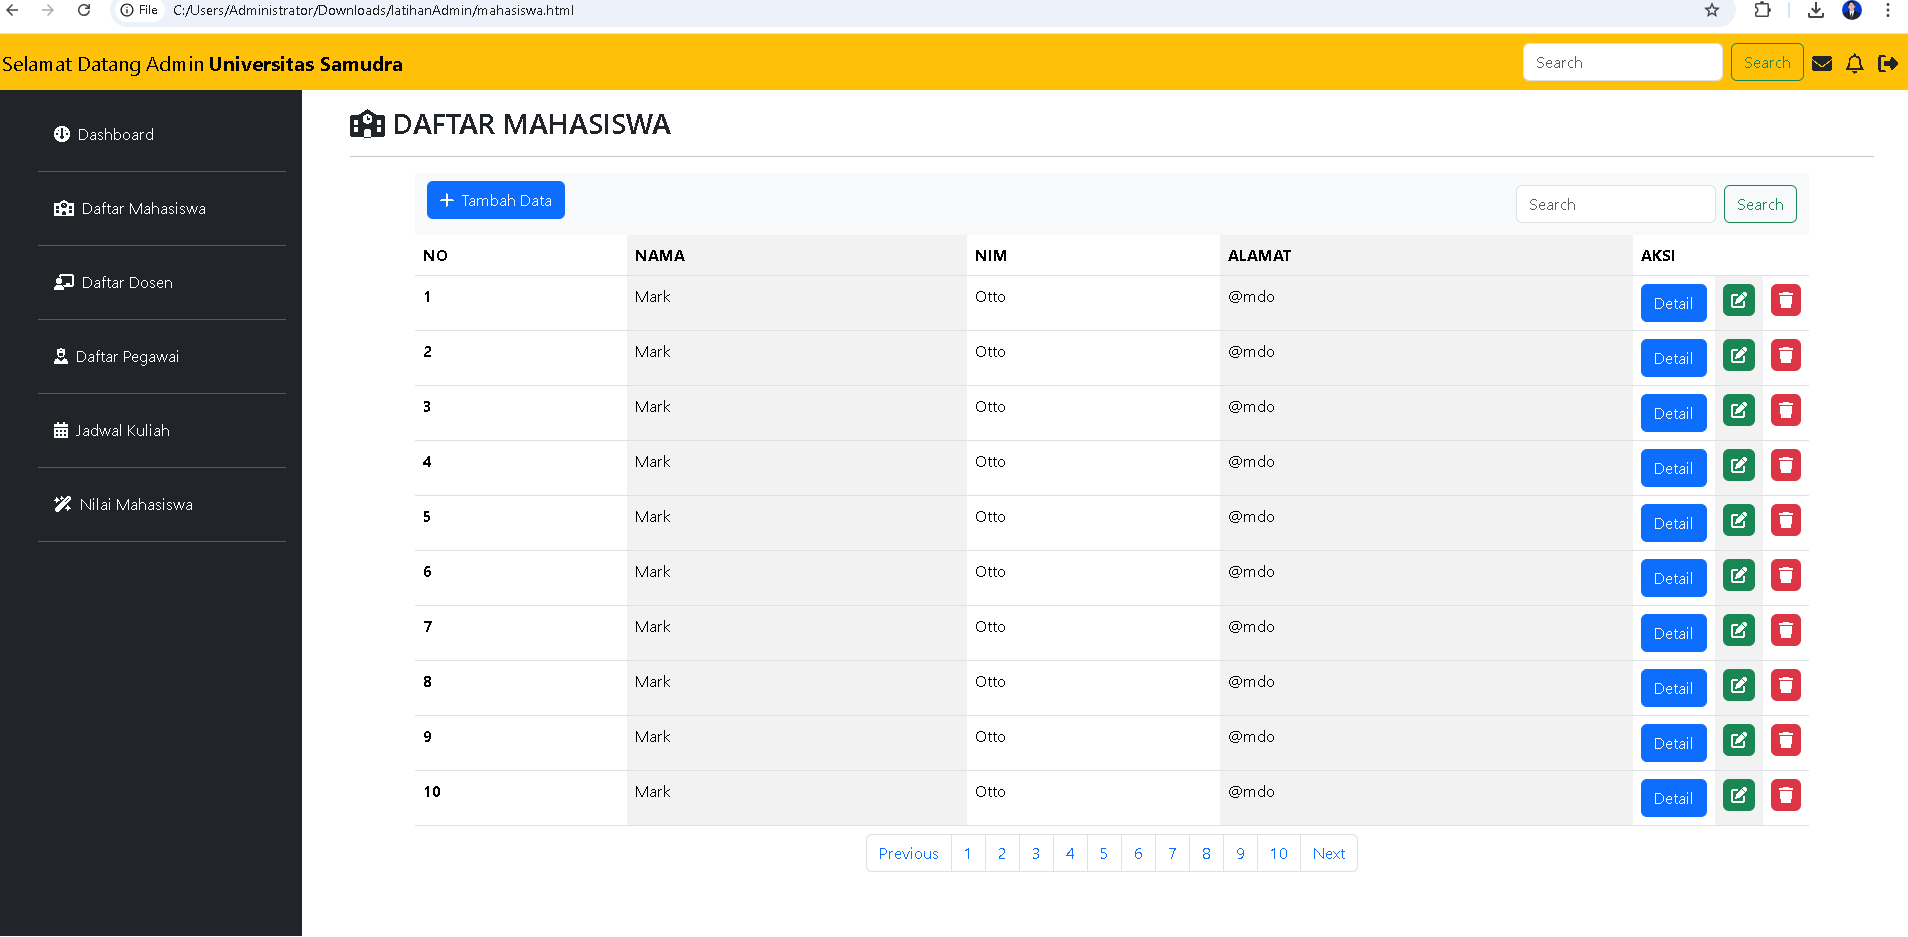 File C:/Users/Administrator/Downloads/latihanAdmin/mahasiswa.html
Selamat Datang Admin Universitas Samudra Search Search
Dashboard
Daftar Mahasiswa
Daftar Dosen
Daftar Pegawai
Jadwal Kuliah
Nilai Mahasiswa
DAFTAR MAHASISWA
Tambah Data Search Search
NO NAMA NIM ALAMAT AKSI
1 Mark Otto @mdo Detail
2 Mark Otto @mdo Detail
3 Mark Otto @mdo Detail
4 Mark Otto @mdo Detail
5 Mark Otto @mdo Detail
6 Mark Otto @mdo Detail
7 Mark Otto @mdo Detail
8 Mark Otto @mdo Detail
9 Mark Otto @mdo Detail
10 Mark Otto @mdo Detail
Previous 1 2 3 4 5 6 7 8 9 10 Next